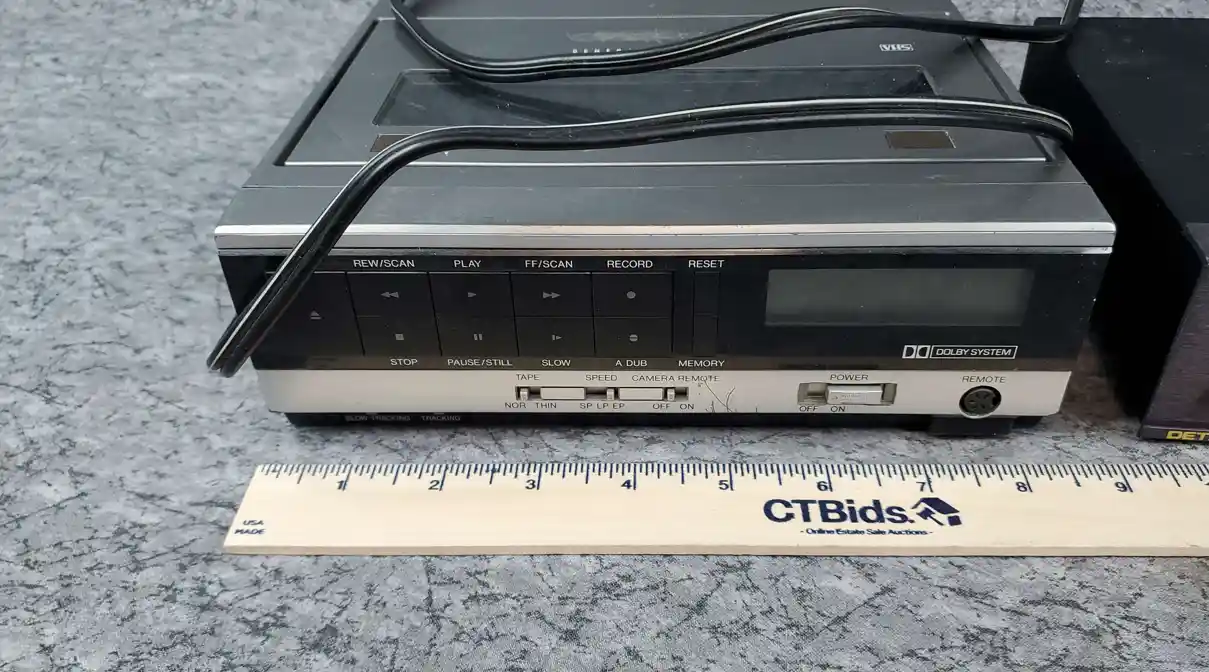 VHS
REW/SCAN PLAY FF/SCAN RECORD RESET
STOP PAUSE/STILL SLOW A DUB MEMORY
DOLBY SYSTEM
TAPE SPEED CAMERA REMOTE POWER REMOTE
NOR THIN SP LP EP OFF ON OFF ON
SLOW TRACKING TRACKING
DET
1 2 3 4 5 6 7 8 9
CTBids.
- Online Estate Sale Auctions -
USA
MADE